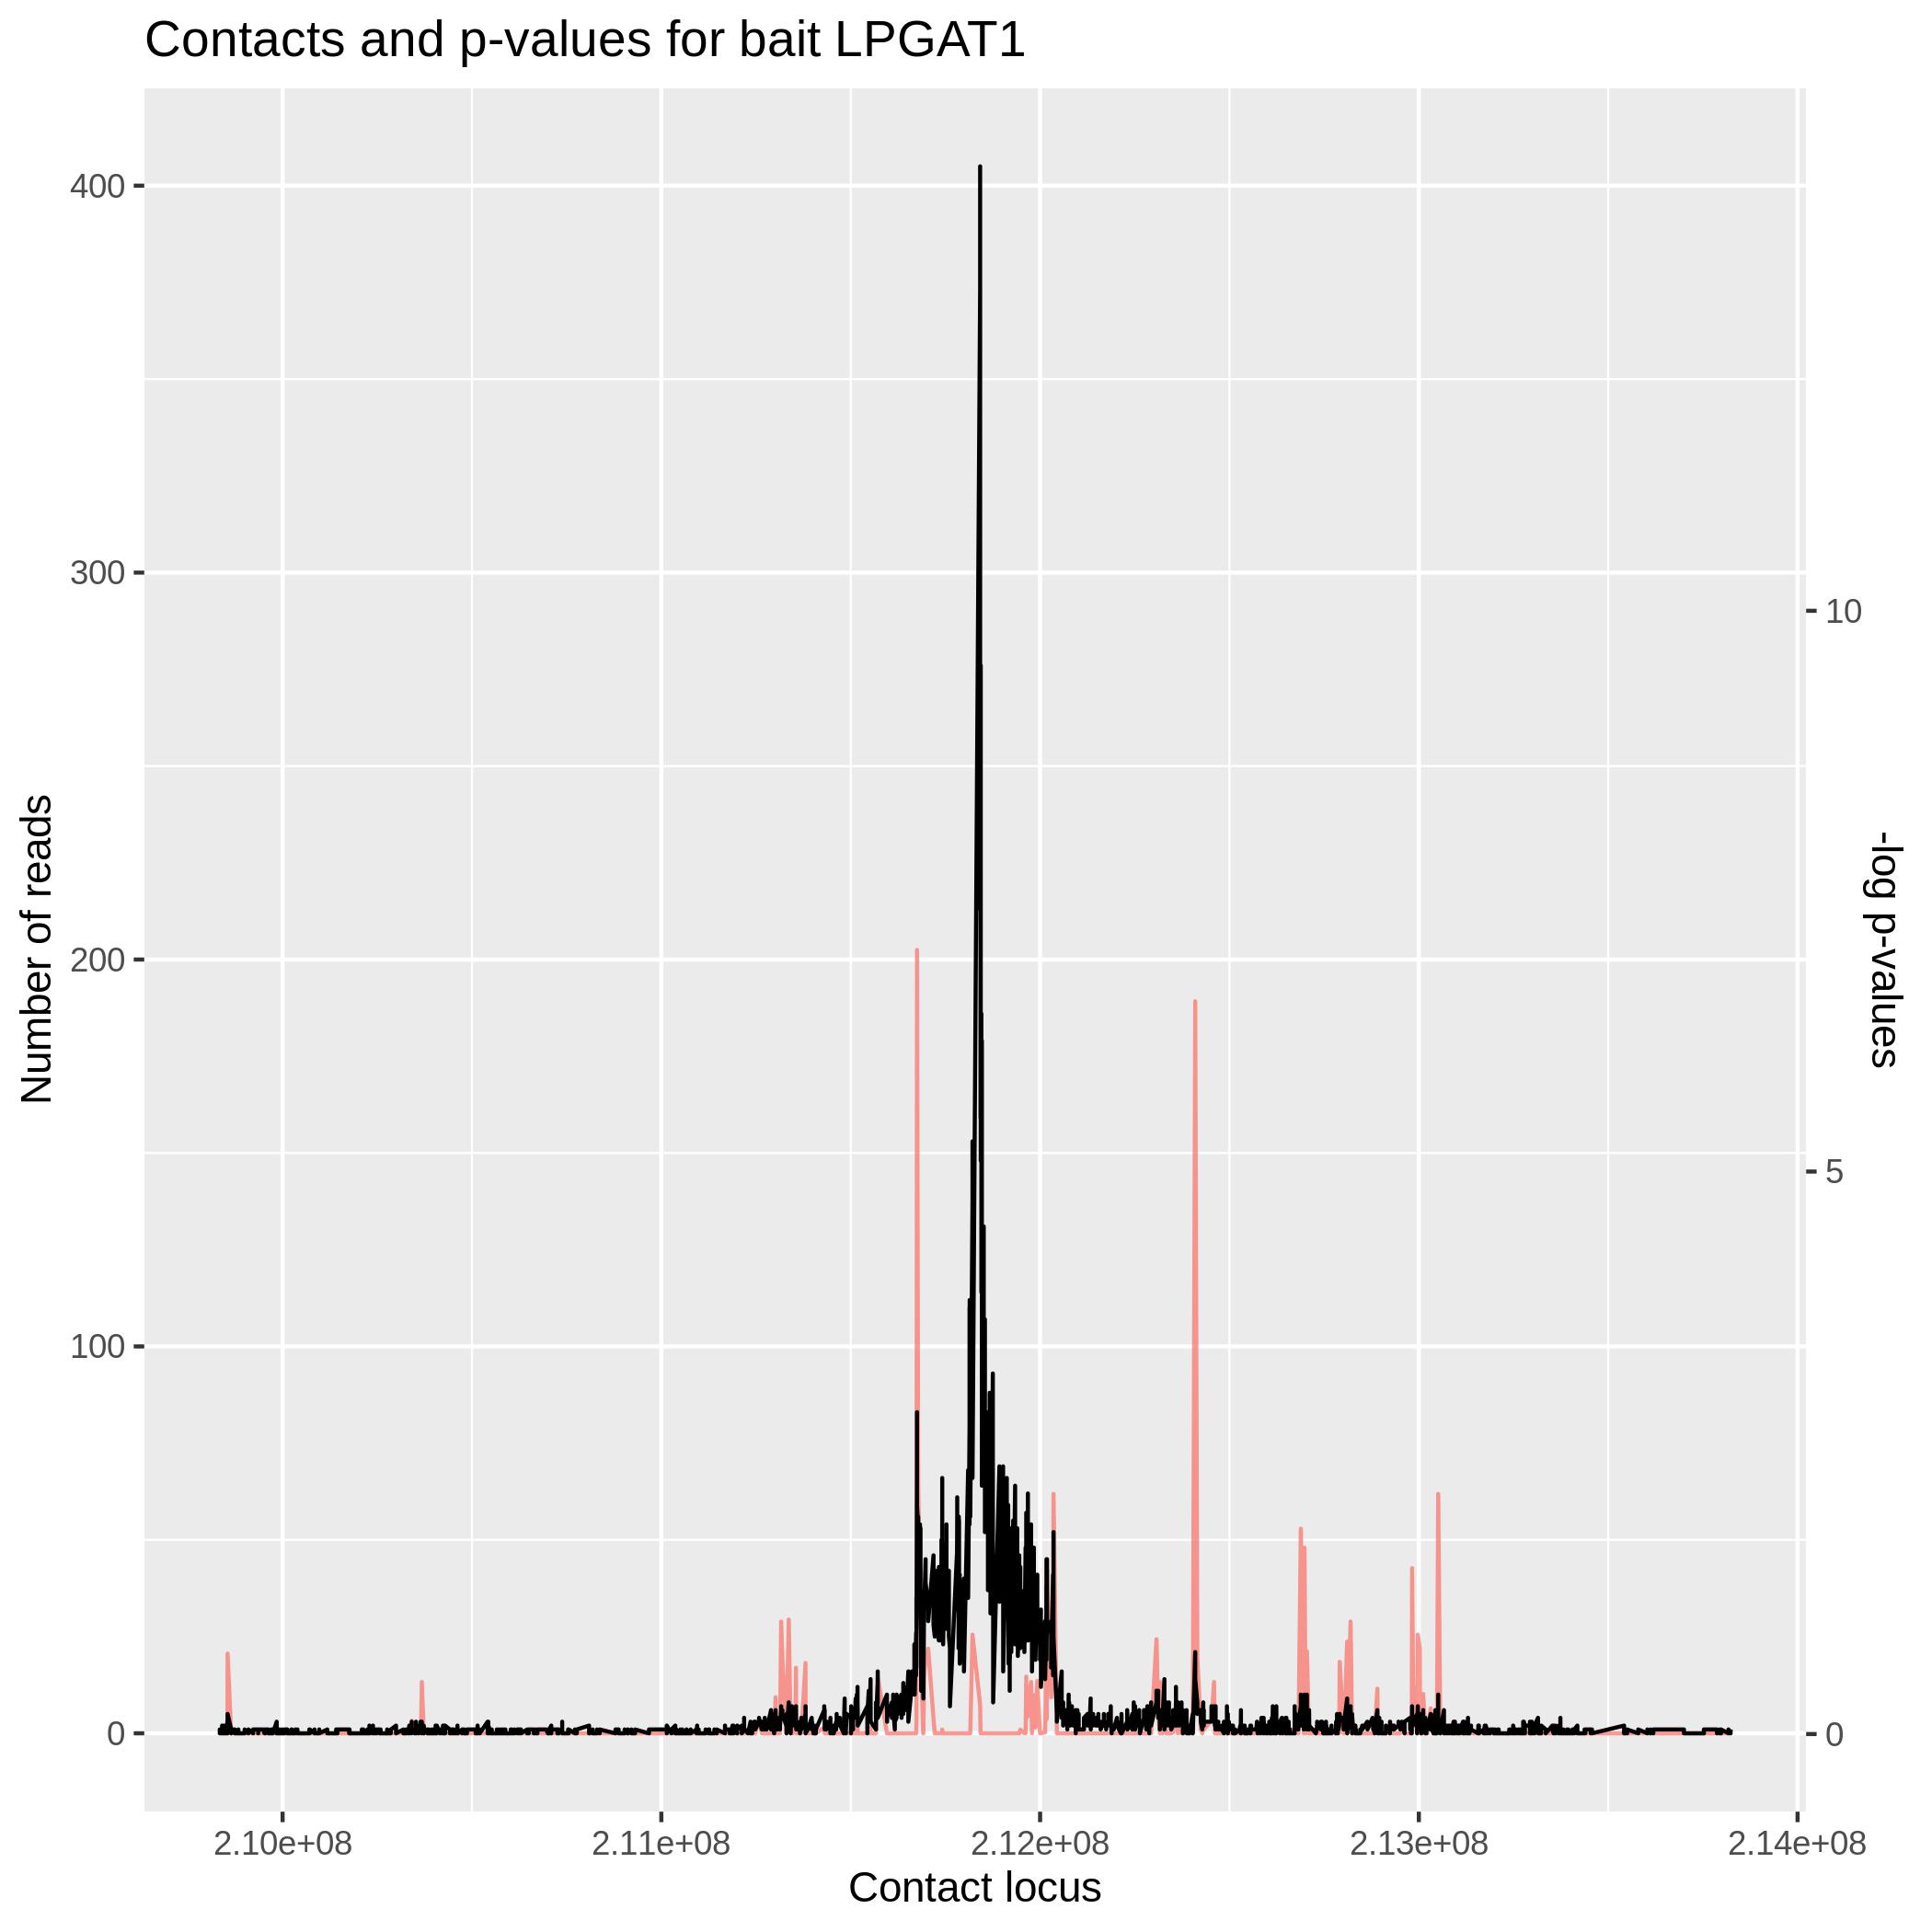 Contacts and p-values for bait LPGAT1
400
300
200
100
0
Number of reads
10
5
0
-log p-values
2.10e+08
2.11e+08
2.12e+08
2.13e+08
2.14e+08
Contact locus